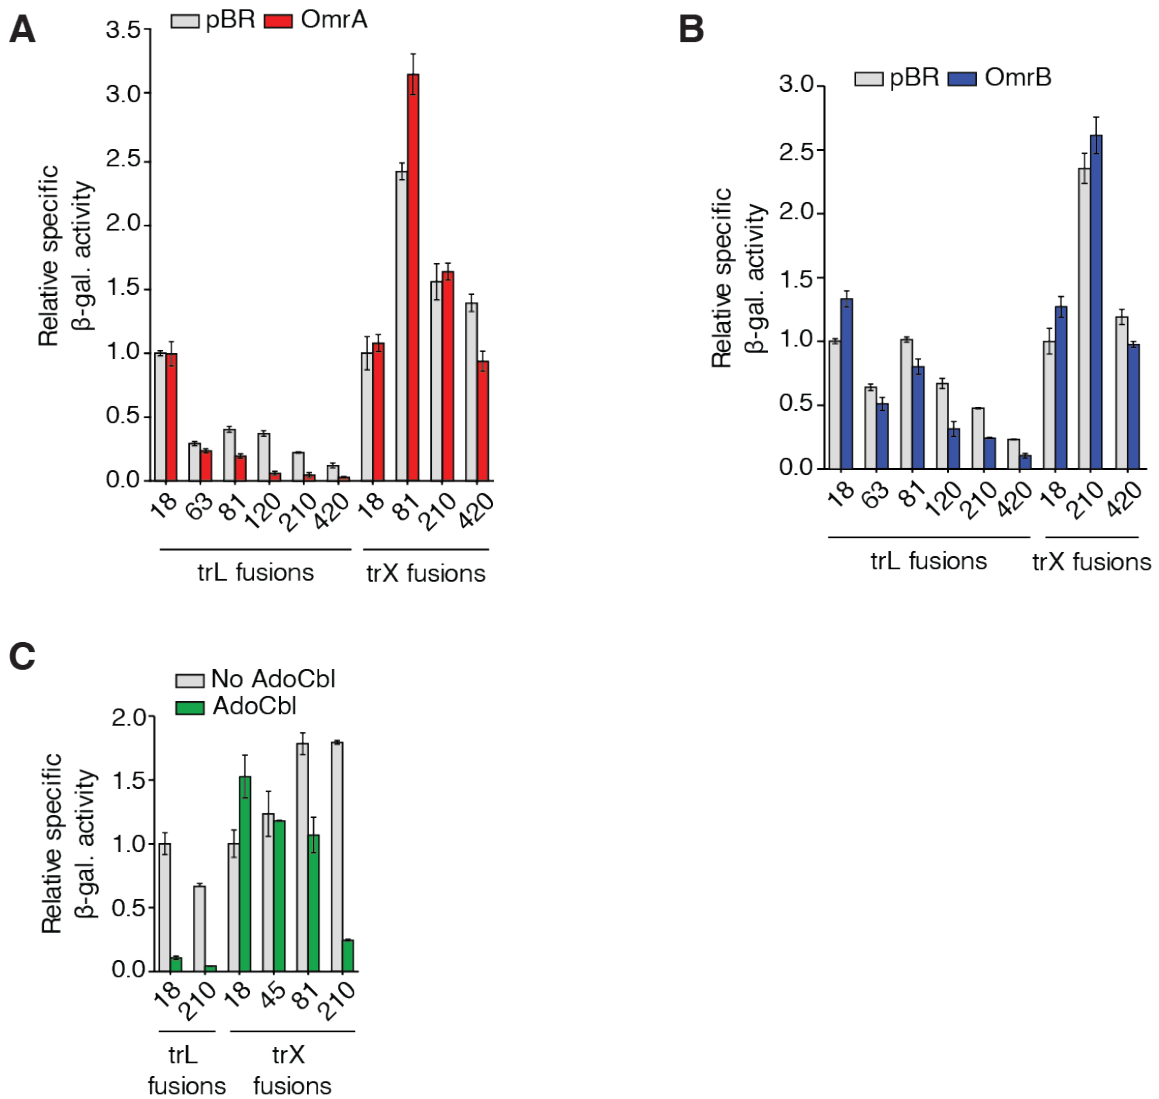 A
pBR OmrA
3.5
3.0
2.5
2.0
1.5
1.0
0.5
0.0
Relative specific
β-gal. activity
18 63 81 120 210 420 18 81 210 420
trL fusions trX fusions
B
pBR OmrB
3.0
2.5
2.0
1.5
1.0
0.5
0.0
Relative specific
β-gal. activity
18 63 81 120 210 420 18 210 420
trL fusions trX fusions
C
No AdoCbl
AdoCbl
2.0
1.5
1.0
0.5
0.0
Relative specific
β-gal. activity
18 210 18 45 81 210
trL trX
fusions fusions